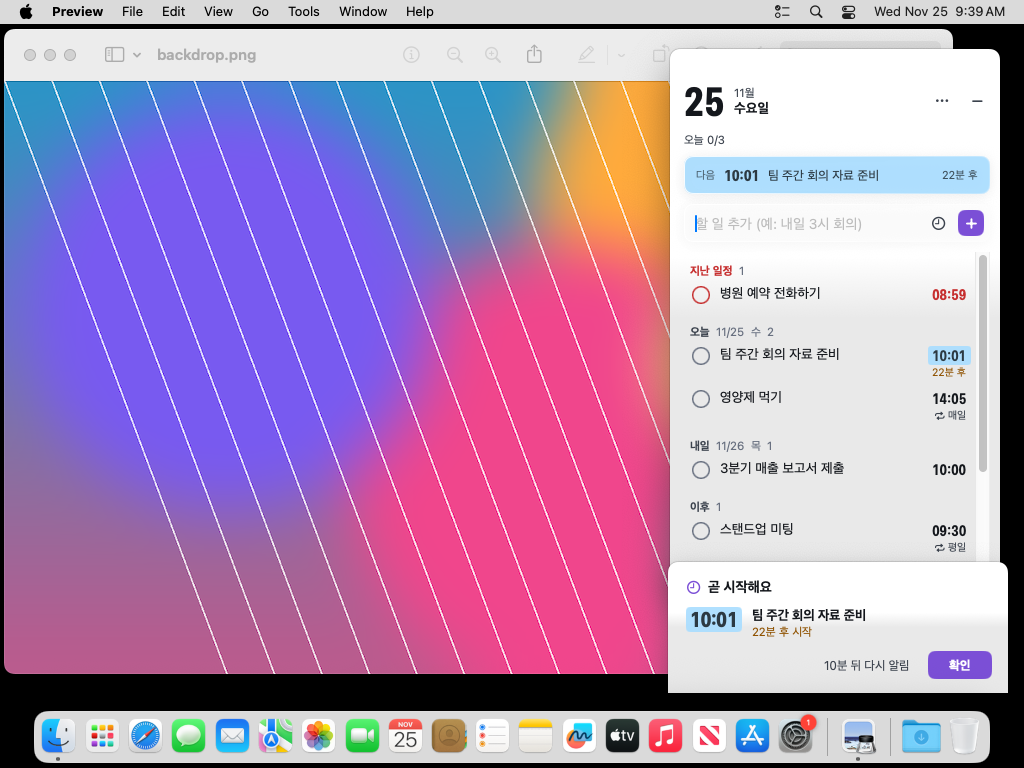 Preview File Edit View Go Tools Window Help Wed Nov 25 9:39 AM
backdrop.png
25 11월 수요일
오늘 0/3
다음 10:01 팀 주간 회의 자료 준비 22분 후
할 일 추가 (예: 내일 3시 회의)
지난 일정 1
병원 예약 전화하기 08:59
오늘 11/25 수 2
팀 주간 회의 자료 준비 10:01
22분 후
영양제 먹기 14:05
매일
내일 11/26 목 1
3분기 매출 보고서 제출 10:00
이후 1
스탠드업 미팅 09:30
평일
곧 시작해요
10:01 팀 주간 회의 자료 준비
22분 후 시작
10분 뒤 다시 알림 확인
NOV
25
tv
1